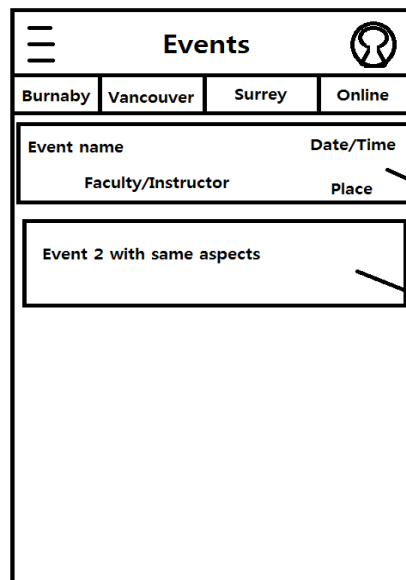 Events
Burnaby Vancouver Surrey Online
Event name Date/Time
Faculty/Instructor Place
Event 2 with same aspects